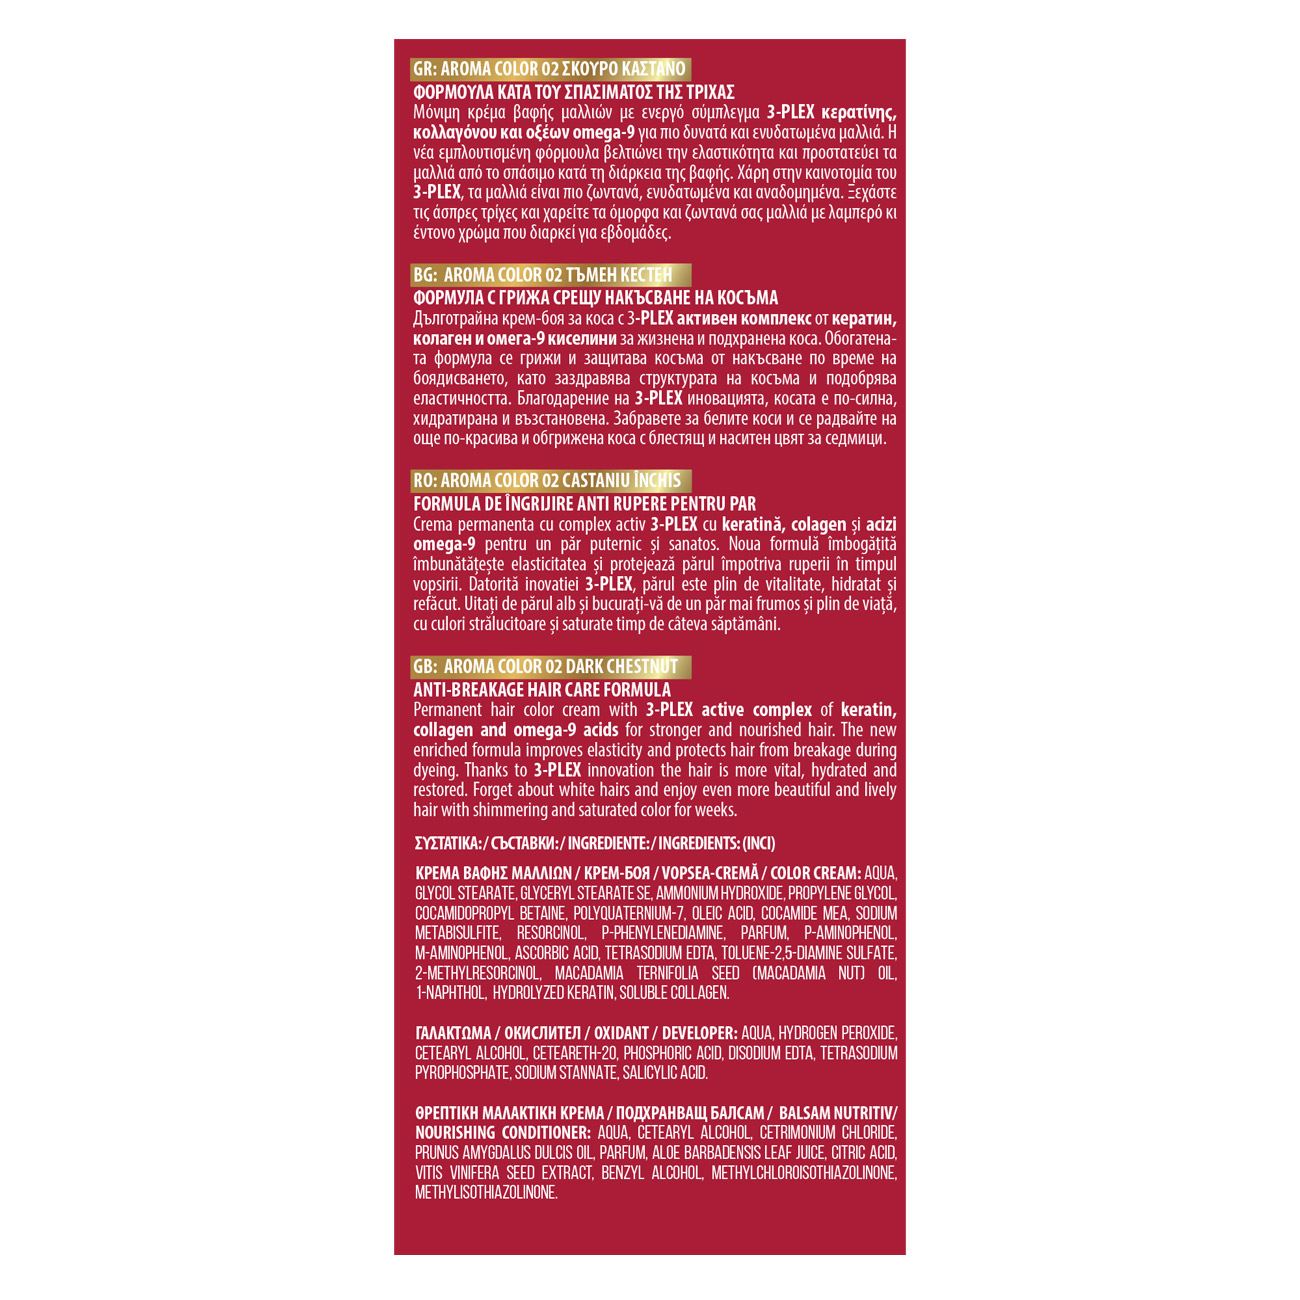 GR: AROMA COLOR 02 ΣΚΟΥΡΟ ΚΑΣΤΑΝΟ
ΦΟΡΜΟΥΛΑ ΚΑΤΑ ΤΟΥ ΣΠΑΣΙΜΑΤΟΣ ΤΗΣ ΤΡΙΧΑΣ
Μόνιμη κρέμα βαφής μαλλιών με ενεργό σύμπλεγμα 3-PLEX κερατίνης,
κολλαγόνου και οξέων omega-9 για πιο δυνατά και ενυδατωμένα μαλλιά. Η
νέα εμπλουτισμένη φόρμουλα βελτιώνει την ελαστικότητα και προστατεύει τα
μαλλιά από το σπάσιμο κατά τη διάρκεια της βαφής. Χάρη στην καινοτομία του
3-PLEX, τα μαλλιά είναι πιο ζωντανά, ενυδατωμένα και αναδομημένα. Ξεχάστε
τις άσπρες τρίχες και χαρείτε τα όμορφα και ζωντανά σας μαλλιά με λαμπερό κι
έντονο χρώμα που διαρκεί για εβδομάδες.
BG: AROMA COLOR 02 ТЪМЕН КЕСТЕН
ФОРМУЛА С ГРИЖА СРЕЩУ НАКЪСВАНЕ НА КОСЪМА
Дълготрайна крем-боя за коса с 3-PLEX активен комплекс от кератин,
колаген и омега-9 киселини за жизнена и подхранена коса. Обогатена-
та формула се грижи и защитава косъма от накъсване по време на
боядисването, като заздравява структурата на косъма и подобрява
еластичността. Благодарение на 3-PLEX иновацията, косата е по-силна,
хидратирана и възстановена. Забравете за белите коси и се радвайте на
още по-красива и обгрижена коса с блестящ и наситен цвят за седмици.
RO: AROMA COLOR 02 CASTANIU ÎNCHIS
FORMULA DE ÎNGRIJIRE ANTI RUPERE PENTRU PAR
Crema permanenta cu complex activ 3-PLEX cu keratină, colagen și acizi
omega-9 pentru un păr puternic și sanatos. Noua formulă îmbogățită
îmbunătățește elasticitatea și protejează părul împotriva ruperii în timpul
vopsirii. Datorită inovatiei 3-PLEX, părul este plin de vitalitate, hidratat și
refăcut. Uitați de părul alb și bucurați-vă de un păr mai frumos și plin de viață,
cu culori strălucitoare și saturate timp de câteva săptămâni.
GB: AROMA COLOR 02 DARK CHESTNUT
ANTI-BREAKAGE HAIR CARE FORMULA
Permanent hair color cream with 3-PLEX active complex of keratin,
collagen and omega-9 acids for stronger and nourished hair. The new
enriched formula improves elasticity and protects hair from breakage during
dyeing. Thanks to 3-PLEX innovation the hair is more vital, hydrated and
restored. Forget about white hairs and enjoy even more beautiful and lively
hair with shimmering and saturated color for weeks.
ΣΥΣΤΑΤΙΚΑ: / СЪСТАВКИ: / INGREDIENTE: / INGREDIENTS: (INCI)
ΚΡΕΜΑ ΒΑΦΗΣ ΜΑΛΛΙΩΝ / КРЕМ-БОЯ / VOPSEA-CREMĂ / COLOR CREAM: AQUA,
GLYCOL STEARATE, GLYCERYL STEARATE SE, AMMONIUM HYDROXIDE, PROPYLENE GLYCOL,
COCAMIDOPROPYL BETAINE, POLYQUATERNIUM-7, OLEIC ACID, COCAMIDE MEA, SODIUM
METABISULFITE, RESORCINOL, P-PHENYLENEDIAMINE, PARFUM, P-AMINOPHENOL,
M-AMINOPHENOL, ASCORBIC ACID, TETRASODIUM EDTA, TOLUENE-2,5-DIAMINE SULFATE,
2-METHYLRESORCINOL, MACADAMIA TERNIFOLIA SEED (MACADAMIA NUT) OIL,
1-NAPHTHOL, HYDROLYZED KERATIN, SOLUBLE COLLAGEN.
ΓΑΛΑΚΤΩΜΑ / ОКИСЛИТЕЛ / OXIDANT / DEVELOPER: AQUA, HYDROGEN PEROXIDE,
CETEARYL ALCOHOL, CETEARETH-20, PHOSPHORIC ACID, DISODIUM EDTA, TETRASODIUM
PYROPHOSPHATE, SODIUM STANNATE, SALICYLIC ACID.
ΘΡΕΠΤΙΚΗ ΜΑΛΑΚΤΙΚΗ ΚΡΕΜΑ / ПОДХРАНВАЩ БАЛСАМ / BALSAM NUTRITIV/
NOURISHING CONDITIONER: AQUA, CETEARYL ALCOHOL, CETRIMONIUM CHLORIDE,
PRUNUS AMYGDALUS DULCIS OIL, PARFUM, ALOE BARBADENSIS LEAF JUICE, CITRIC ACID,
VITIS VINIFERA SEED EXTRACT, BENZYL ALCOHOL, METHYLCHLOROISOTHIAZOLINONE,
METHYLISOTHIAZOLINONE.